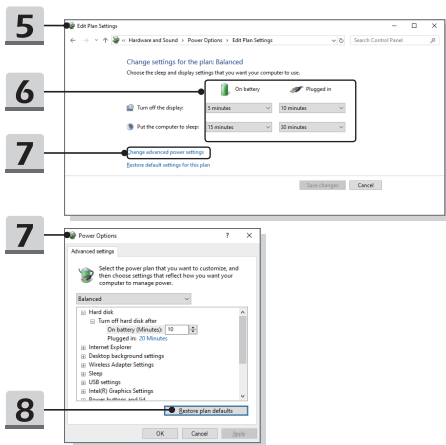 5
Edit Plan Settings
« Hardware and Sound > Power Options > Edit Plan Settings
Search Control Panel
Change settings for the plan: Balanced
Choose the sleep and display settings that you want your computer to use.
6
On battery Plugged in
Turn off the display: 5 minutes 10 minutes
Put the computer to sleep: 15 minutes 30 minutes
7
Change advanced power settings
Restore default settings for this plan
Save changes Cancel
7
Power Options ?
Advanced settings
Select the power plan that you want to customize, and
then choose settings that reflect how you want your
computer to manage power.
Balanced
Hard disk
Turn off hard disk after
On battery (Minutes): 10
Plugged in: 20 Minutes
Internet Explorer
Desktop background settings
Wireless Adapter Settings
Sleep
USB settings
Intel(R) Graphics Settings
Power buttons and lid
8
Restore plan defaults
OK Cancel Apply